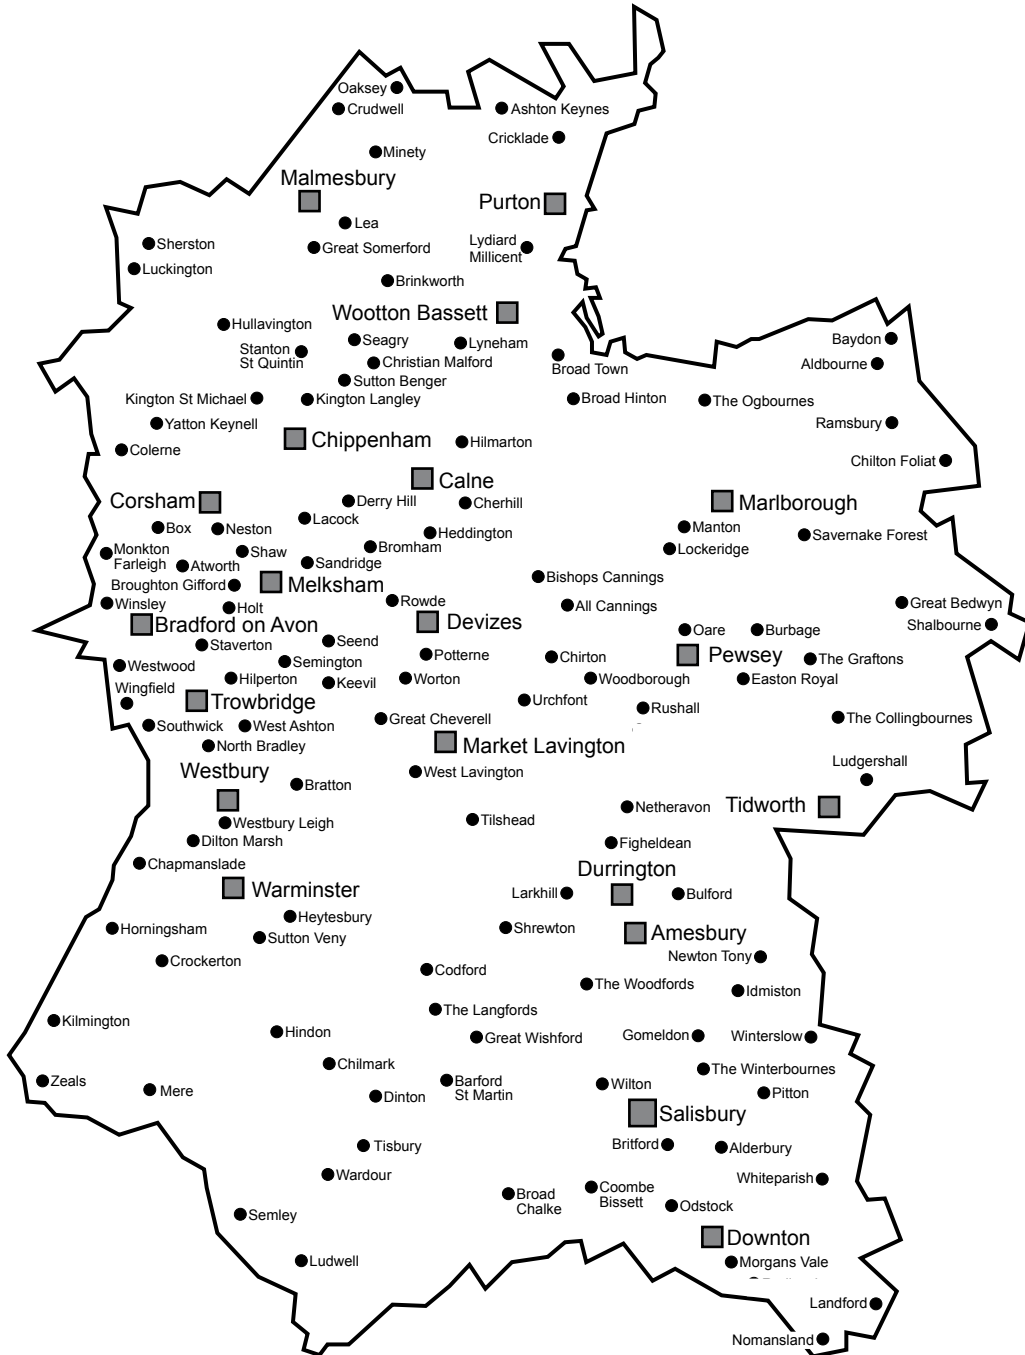 Oaksey
Crudwell
Ashton Keynes
Cricklade
Minety
Malmesbury
Purton
Lea
Sherston
Great Somerford
Lydiard
Millicent
Luckington
Brinkworth
Wootton Bassett
Hullavington
Seagry
Lyneham
Baydon
Stanton
St Quintin
Christian Malford
Broad Town
Aldbourne
Sutton Benger
Kington St Michael
Kington Langley
Broad Hinton
The Ogbournes
Yatton Keynell
Ramsbury
Chippenham
Hilmarton
Colerne
Chilton Foliat
Calne
Corsham
Derry Hill
Cherhill
Marlborough
Lacock
Box
Neston
Heddington
Manton
Savernake Forest
Monkton
Farleigh
Shaw
Bromham
Lockeridge
Atworth
Sandridge
Broughton Gifford
Melksham
Bishops Cannings
Winsley
Holt
Rowde
All Cannings
Great Bedwyn
Bradford on Avon
Devizes
Shalbourne
Staverton
Seend
Oare
Burbage
Westwood
Semington
Potterne
Chirton
Pewsey
The Graftons
Wingfield
Hilperton
Keevil
Worton
Woodborough
Easton Royal
Trowbridge
Urchfont
Rushall
Southwick
West Ashton
Great Cheverell
The Collingbournes
North Bradley
Market Lavington
Westbury
Bratton
West Lavington
Ludgershall
Tidworth
Netheravon
Westbury Leigh
Tilshead
Dilton Marsh
Figheldean
Chapmanslade
Durrington
Warminster
Larkhill
Bulford
Heytesbury
Horningsham
Sutton Veny
Shrewton
Amesbury
Crockerton
Codford
Newton Tony
The Woodfords
Idmiston
Kilmington
The Langfords
Hindon
Great Wishford
Gomeldon
Winterslow
Chilmark
The Winterbournes
Zeals
Mere
Dinton
Barford
St Martin
Wilton
Pitton
Salisbury
Tisbury
Britford
Alderbury
Wardour
Whiteparish
Broad
Chalke
Coombe
Bissett
Odstock
Semley
Downton
Ludwell
Morgans Vale
Landford
Nomansland